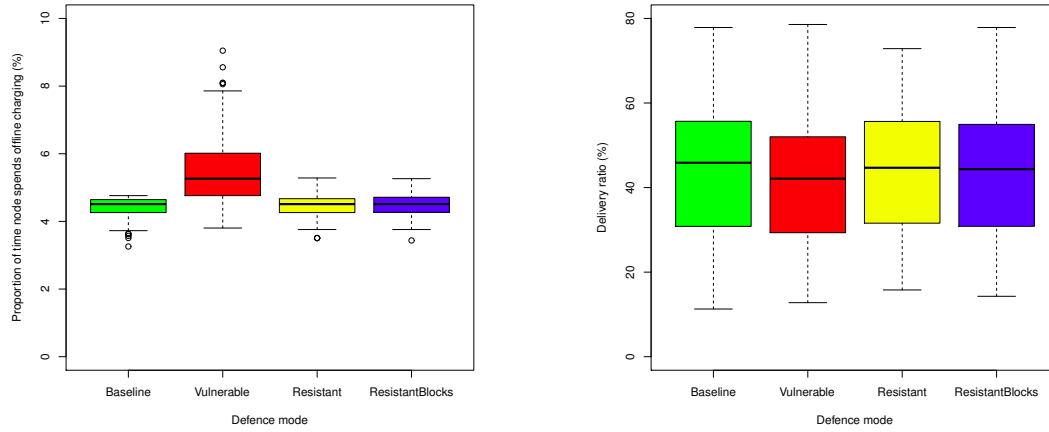 Proportion of time node spends offline charging (%)
10
8
6
4
2
0
Baseline Vulnerable Resistant ResistantBlocks
Defence mode
Delivery ratio (%)
80
60
40
20
0
Baseline Vulnerable Resistant ResistantBlocks
Defence mode